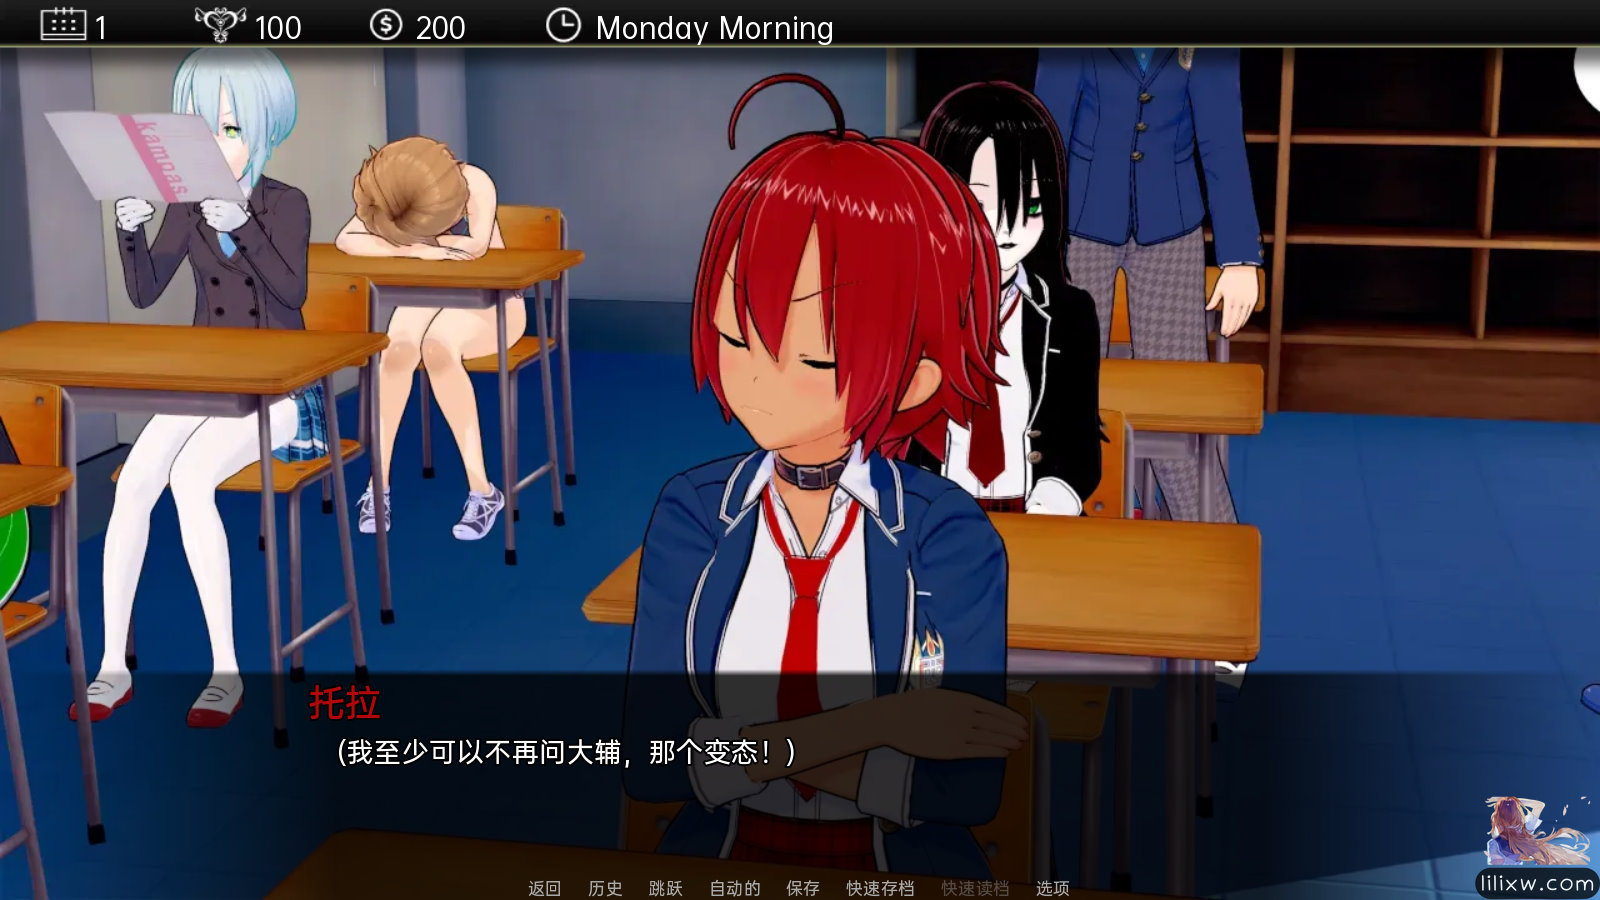 1
100
200
Monday Morning
kampas
托拉
(我至少可以不再问大辅，那个变态！)
返回 历史 跳跃 自动的 保存 快速存档 快速读档 选项
lilixw.com